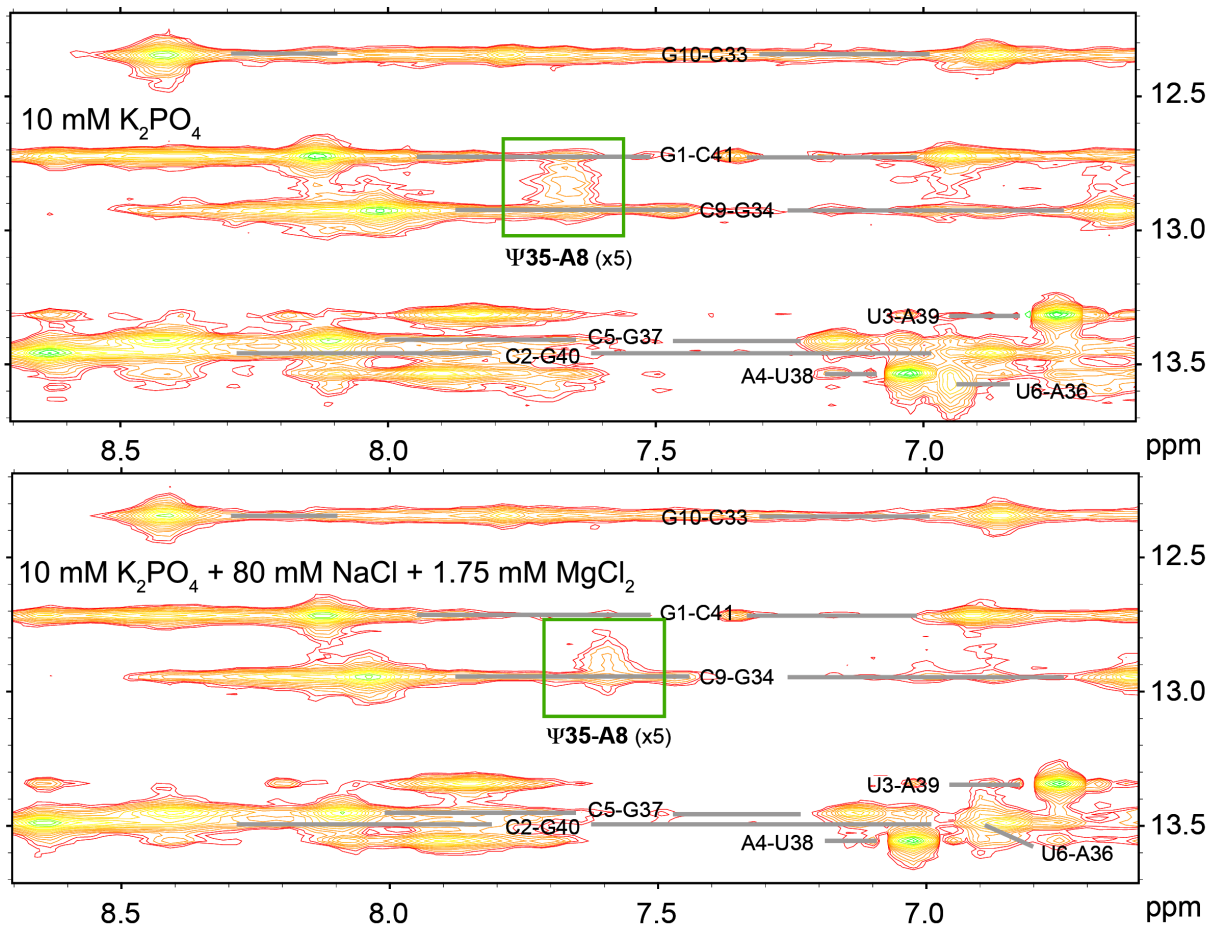 G10-C33
12.5
10 mM K₂PO₄
G1-C41
C9-G34
13.0
Ψ35-A8 (x5)
U3-A39
C5-G37
C2-G40
13.5
A4-U38
U6-A36
8.5 8.0 7.5 7.0 ppm
G10-C33
12.5
10 mM K₂PO₄ + 80 mM NaCl + 1.75 mM MgCl₂
G1-C41
C9-G34
13.0
Ψ35-A8 (x5)
U3-A39
C5-G37
C2-G40
13.5
A4-U38
U6-A36
8.5 8.0 7.5 7.0 ppm